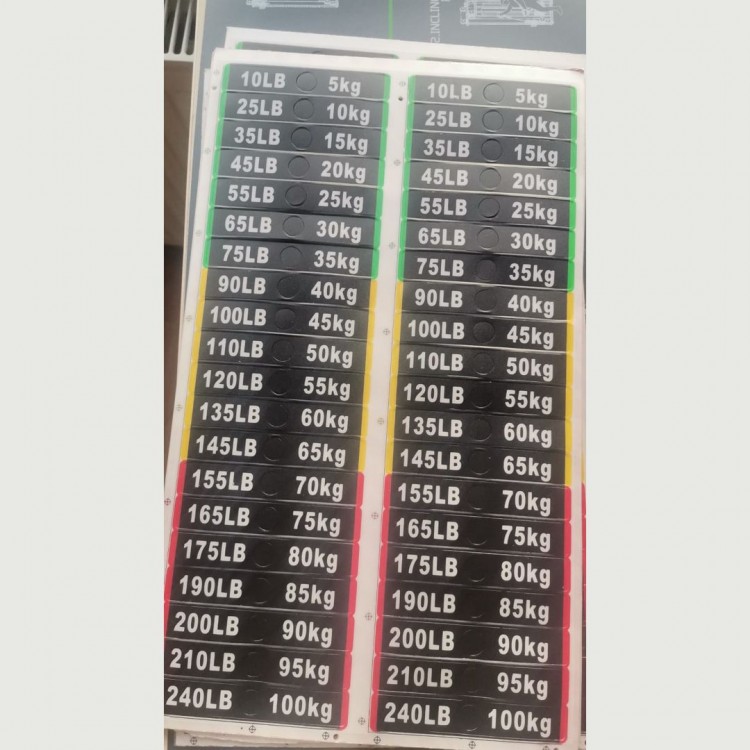 2.INCLIN
10LB 5kg
25LB 10kg
35LB 15kg
45LB 20kg
55LB 25kg
65LB 30kg
75LB 35kg
90LB 40kg
100LB 45kg
110LB 50kg
120LB 55kg
135LB 60kg
145LB 65kg
155LB 70kg
165LB 75kg
175LB 80kg
190LB 85kg
200LB 90kg
210LB 95kg
240LB 100kg
10LB 5kg
25LB 10kg
35LB 15kg
45LB 20kg
55LB 25kg
65LB 30kg
75LB 35kg
90LB 40kg
100LB 45kg
110LB 50kg
120LB 55kg
135LB 60kg
145LB 65kg
155LB 70kg
165LB 75kg
175LB 80kg
190LB 85kg
200LB 90kg
210LB 95kg
240LB 100kg